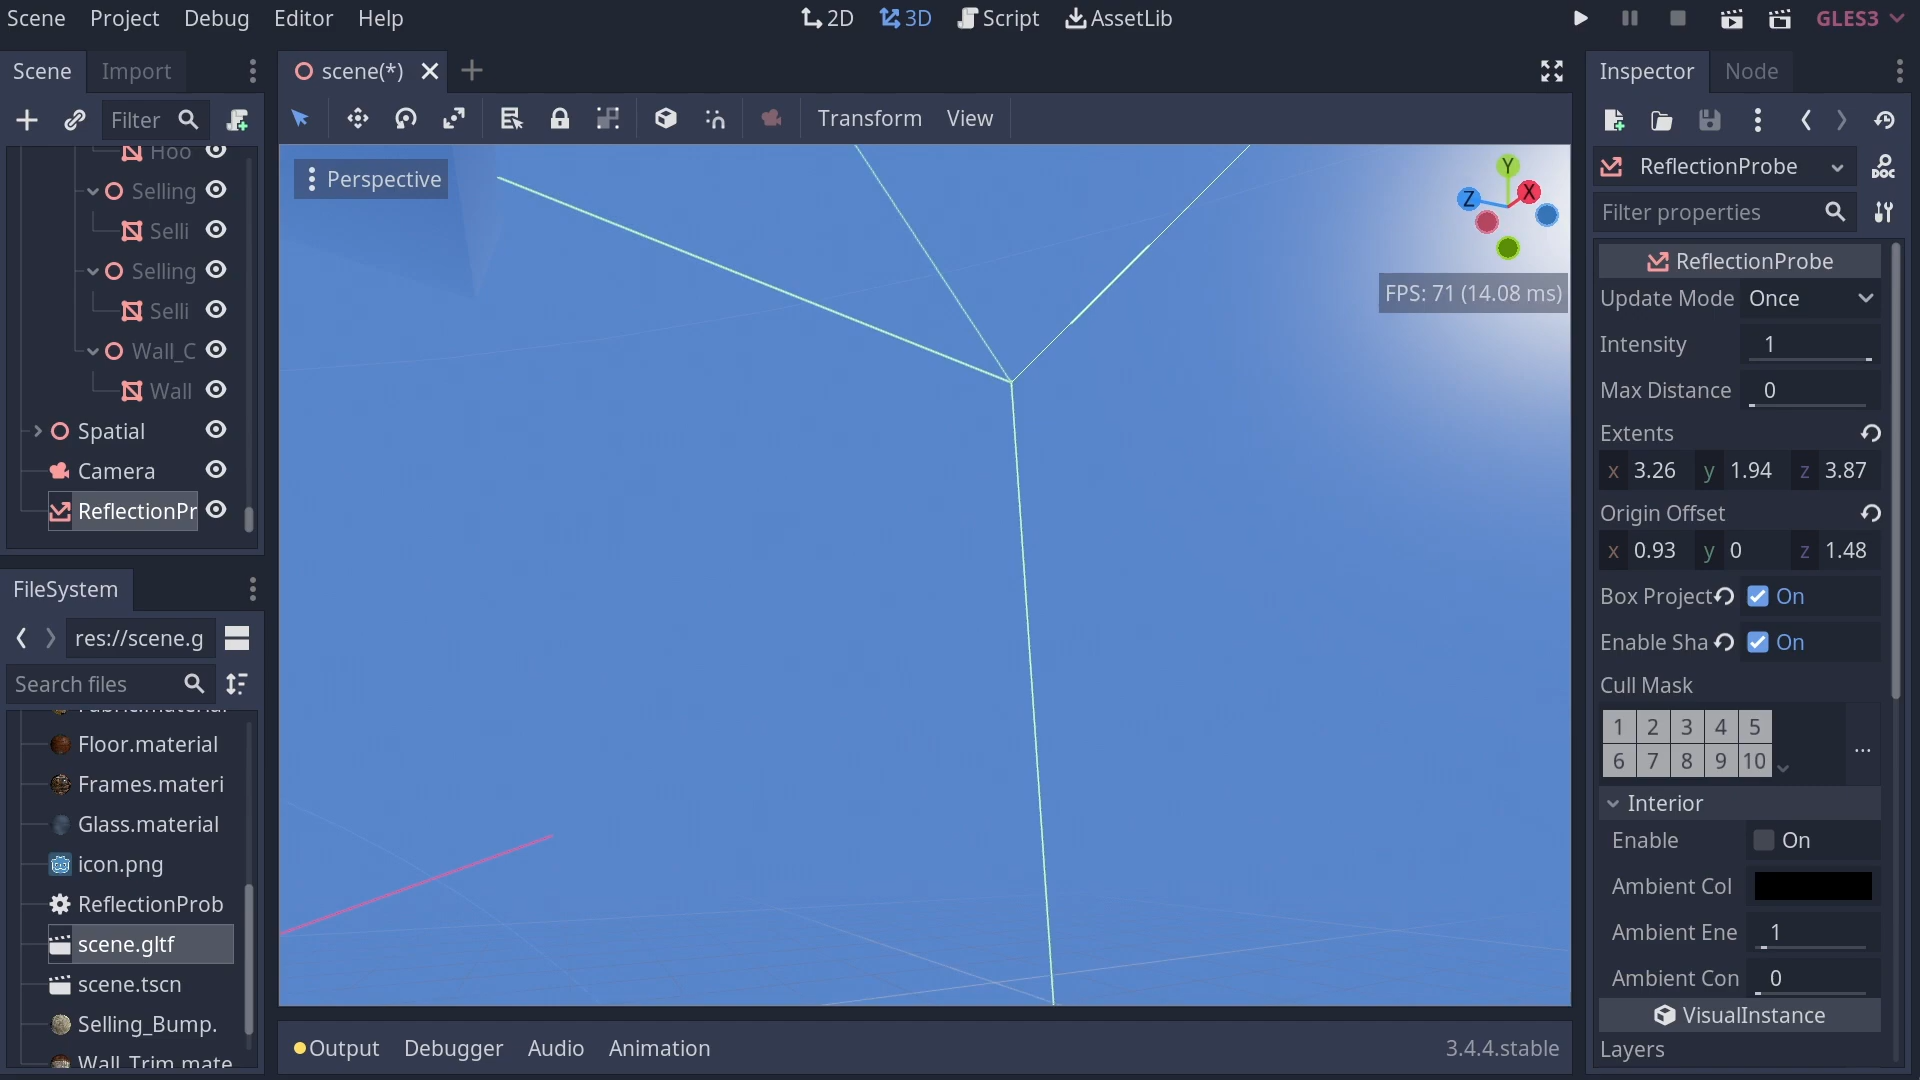 Scene Project Debug Editor Help
2D 3D Script AssetLib
GLES3
Scene Import
scene(*)
Inspector Node
Filter
Transform View
Hoo
Selling
Selli
Selling
Selli
Wall_C
Wall
Spatial
Camera
ReflectionPr
FileSystem
res://scene.g
Search files
Floor.material
Frames.materi
Glass.material
icon.png
ReflectionProb
scene.gltf
scene.tscn
Selling_Bump.
Wall_Trim.mate
Perspective
Y
Z X
FPS: 71 (14.08 ms)
Output Debugger Audio Animation
3.4.4.stable
ReflectionProbe
DOC
Filter properties
ReflectionProbe
Update Mode Once
Intensity 1
Max Distance 0
Extents
x 3.26 y 1.94 z 3.87
Origin Offset
x 0.93 y 0 z 1.48
Box Project On
Enable Sha On
Cull Mask
1 2 3 4 5
6 7 8 9 10
...
Interior
Enable On
Ambient Col
Ambient Ene 1
Ambient Con 0
VisualInstance
Layers